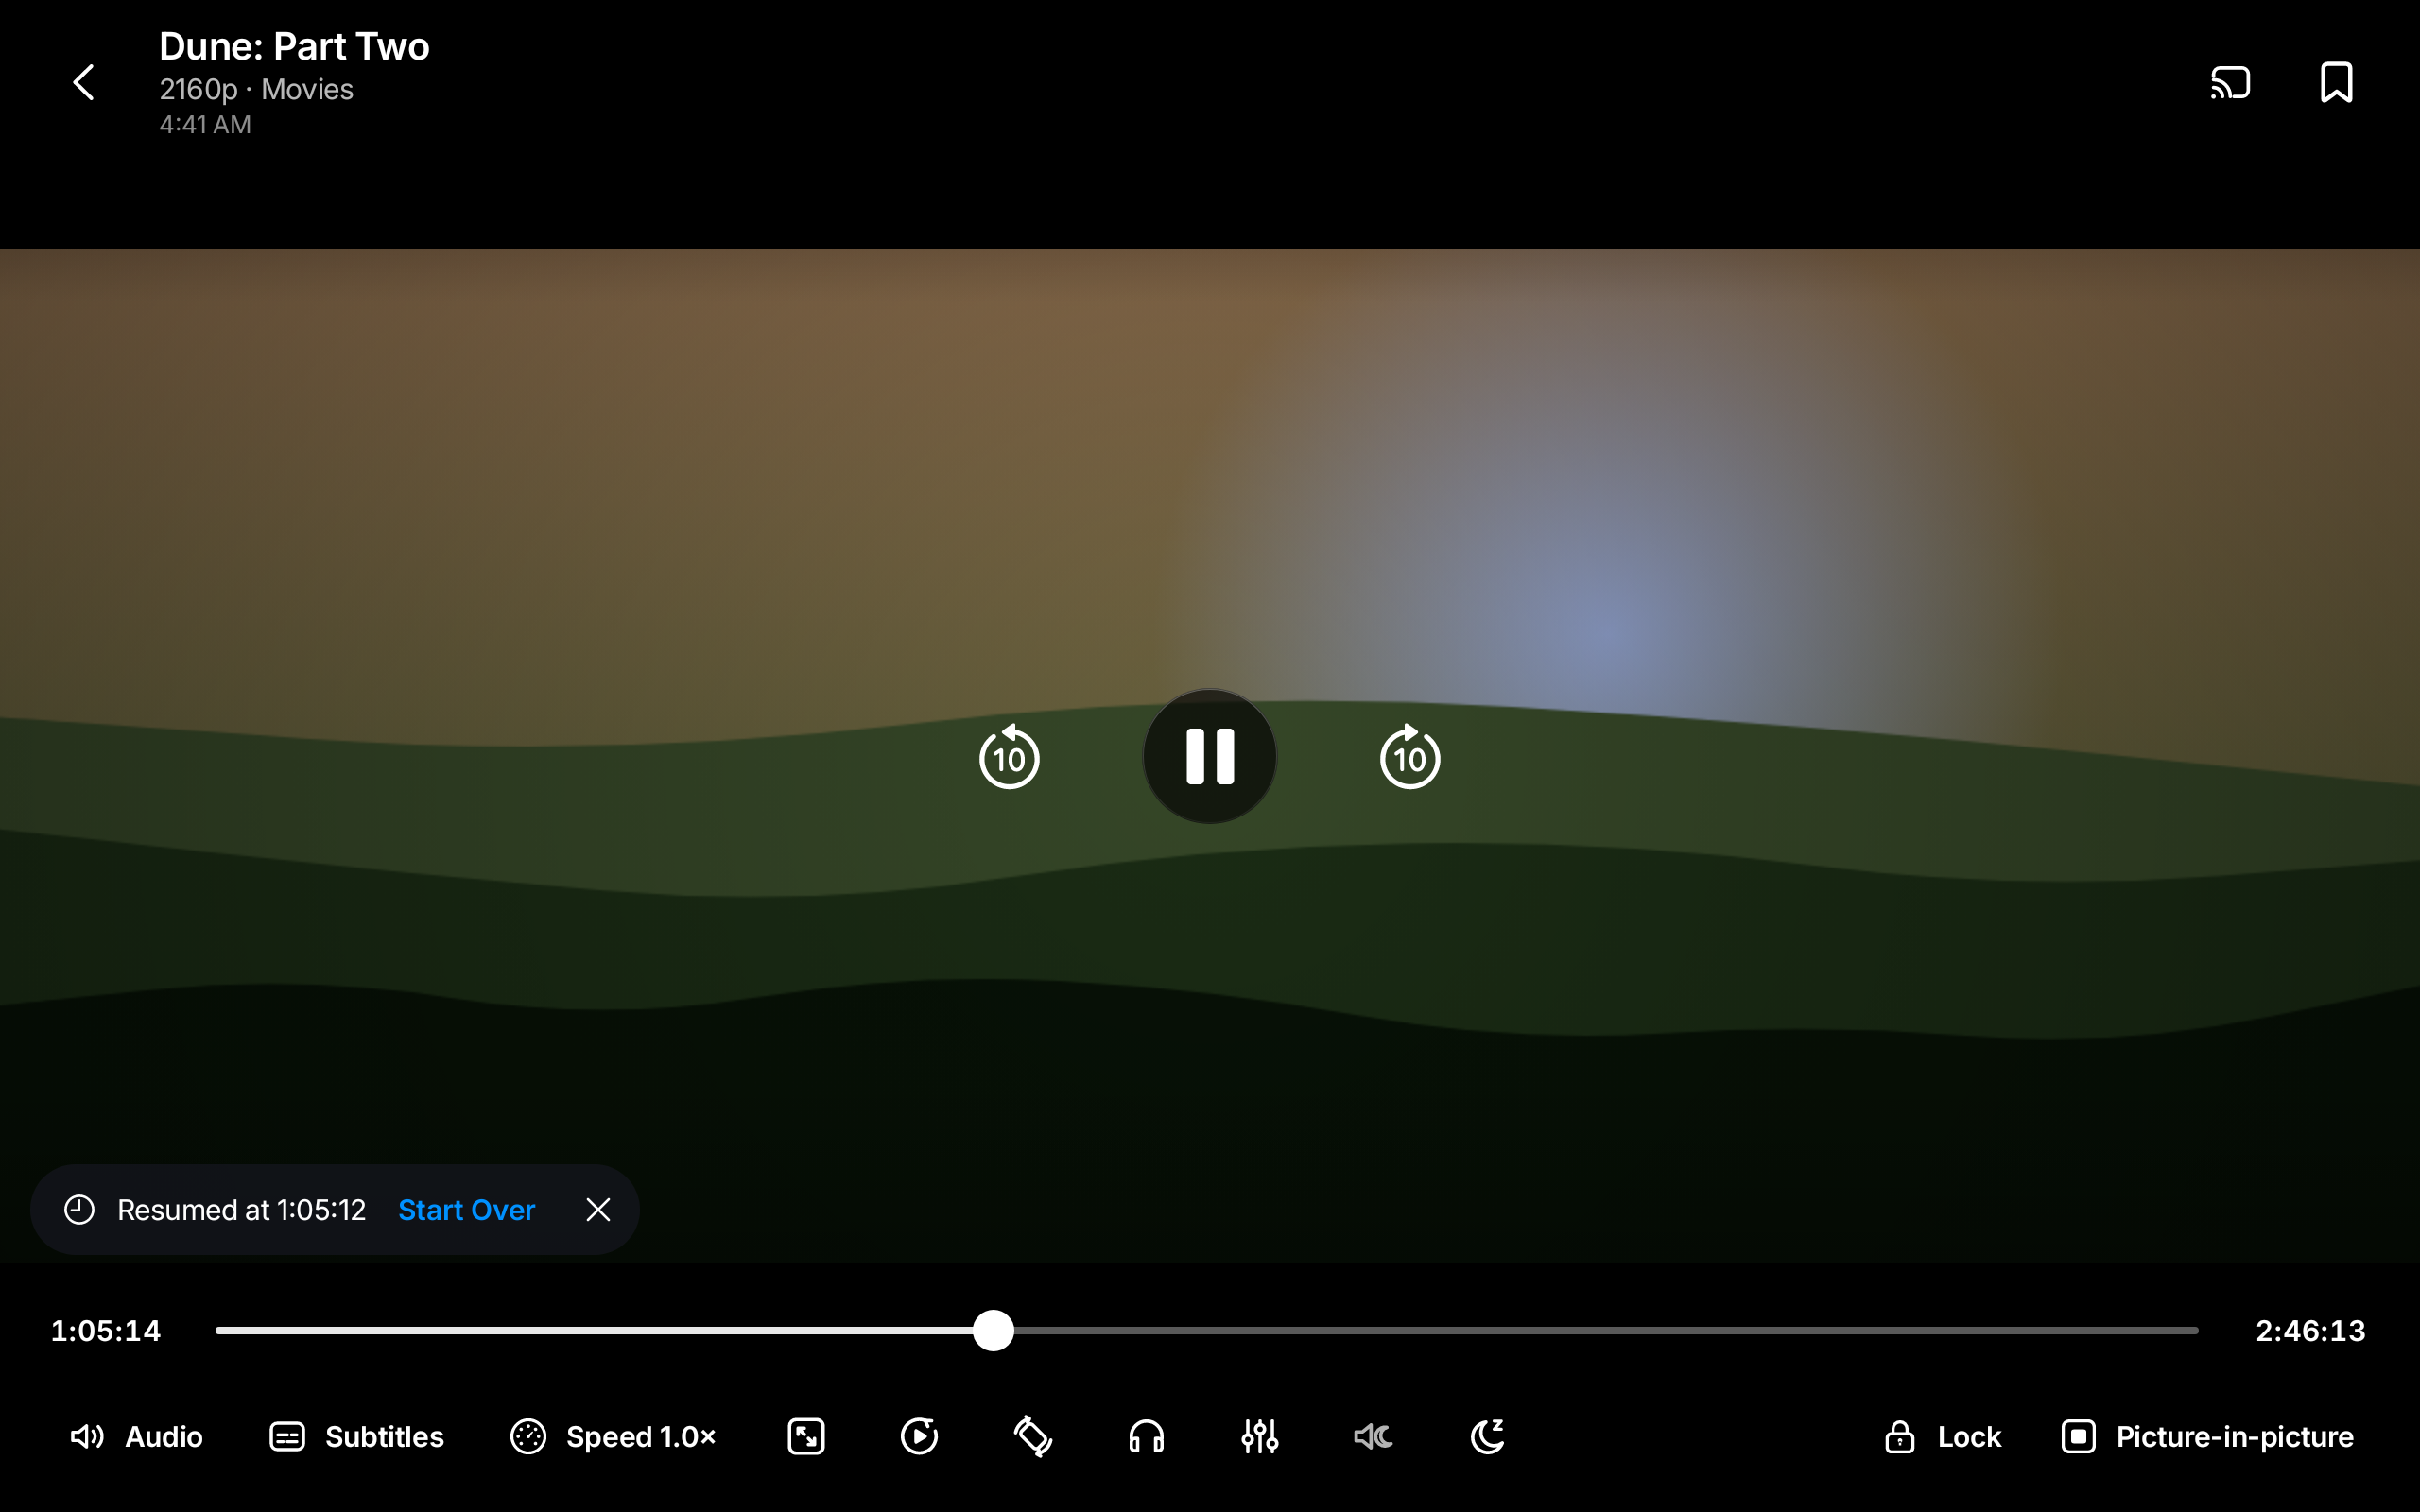 Dune: Part Two
2160p · Movies
4:41 AM
10
10
Resumed at 1:05:12 Start Over
1:05:14
2:46:13
Audio Subtitles Speed 1.0× Lock Picture-in-picture